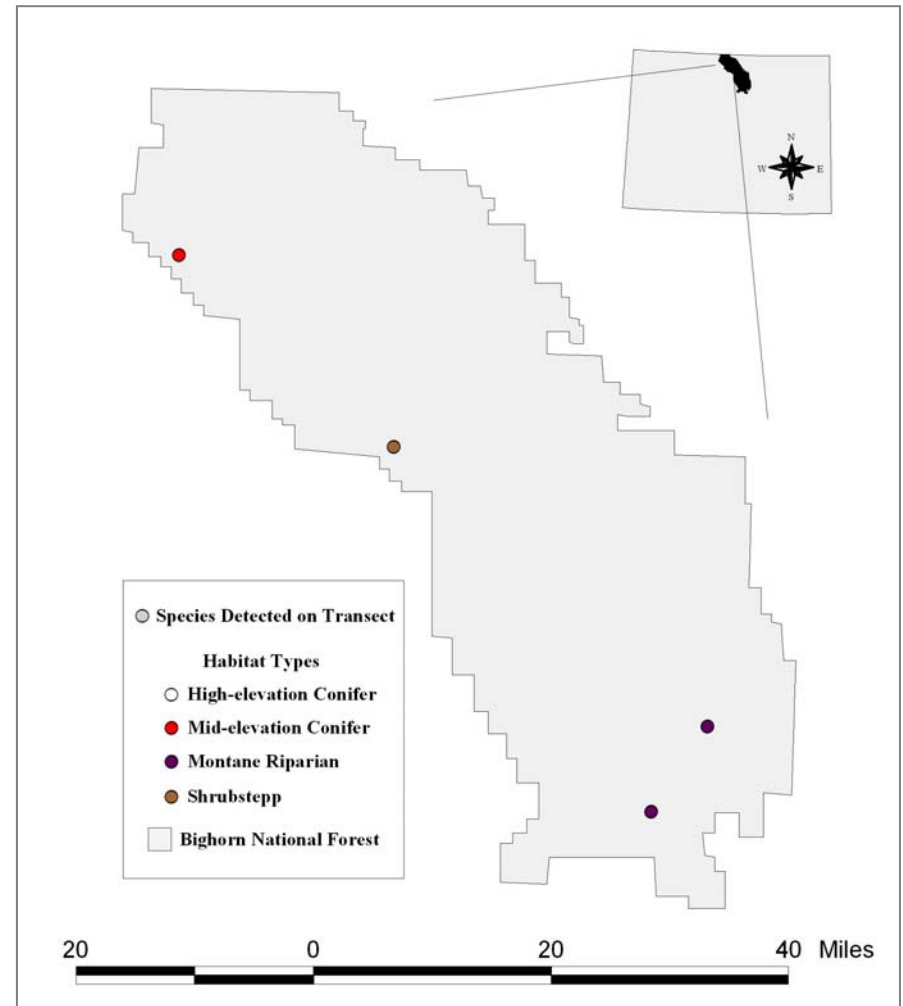 N
W E
S
Species Detected on Transect
Habitat Types
High-elevation Conifer
Mid-elevation Conifer
Montane Riparian
Shrubstepp
Bighorn National Forest
20 0 20 40 Miles